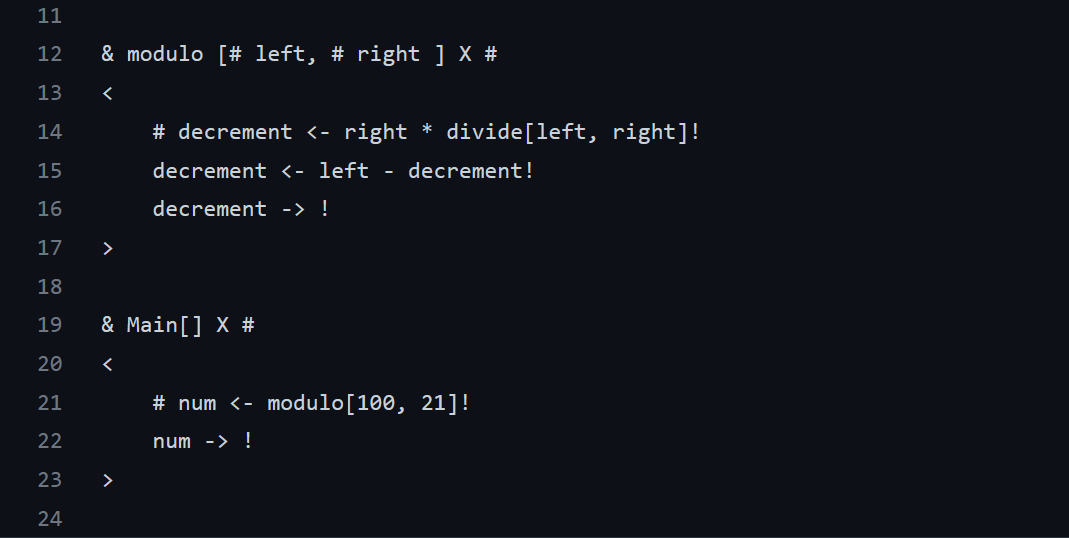 11
12 & modulo [# left, # right ] X #
13 <
14     # decrement <- right * divide[left, right]!
15     decrement <- left - decrement!
16     decrement -> !
17 >
18
19 & Main[] X #
20 <
21     # num <- modulo[100, 21]!
22     num -> !
23 >
24